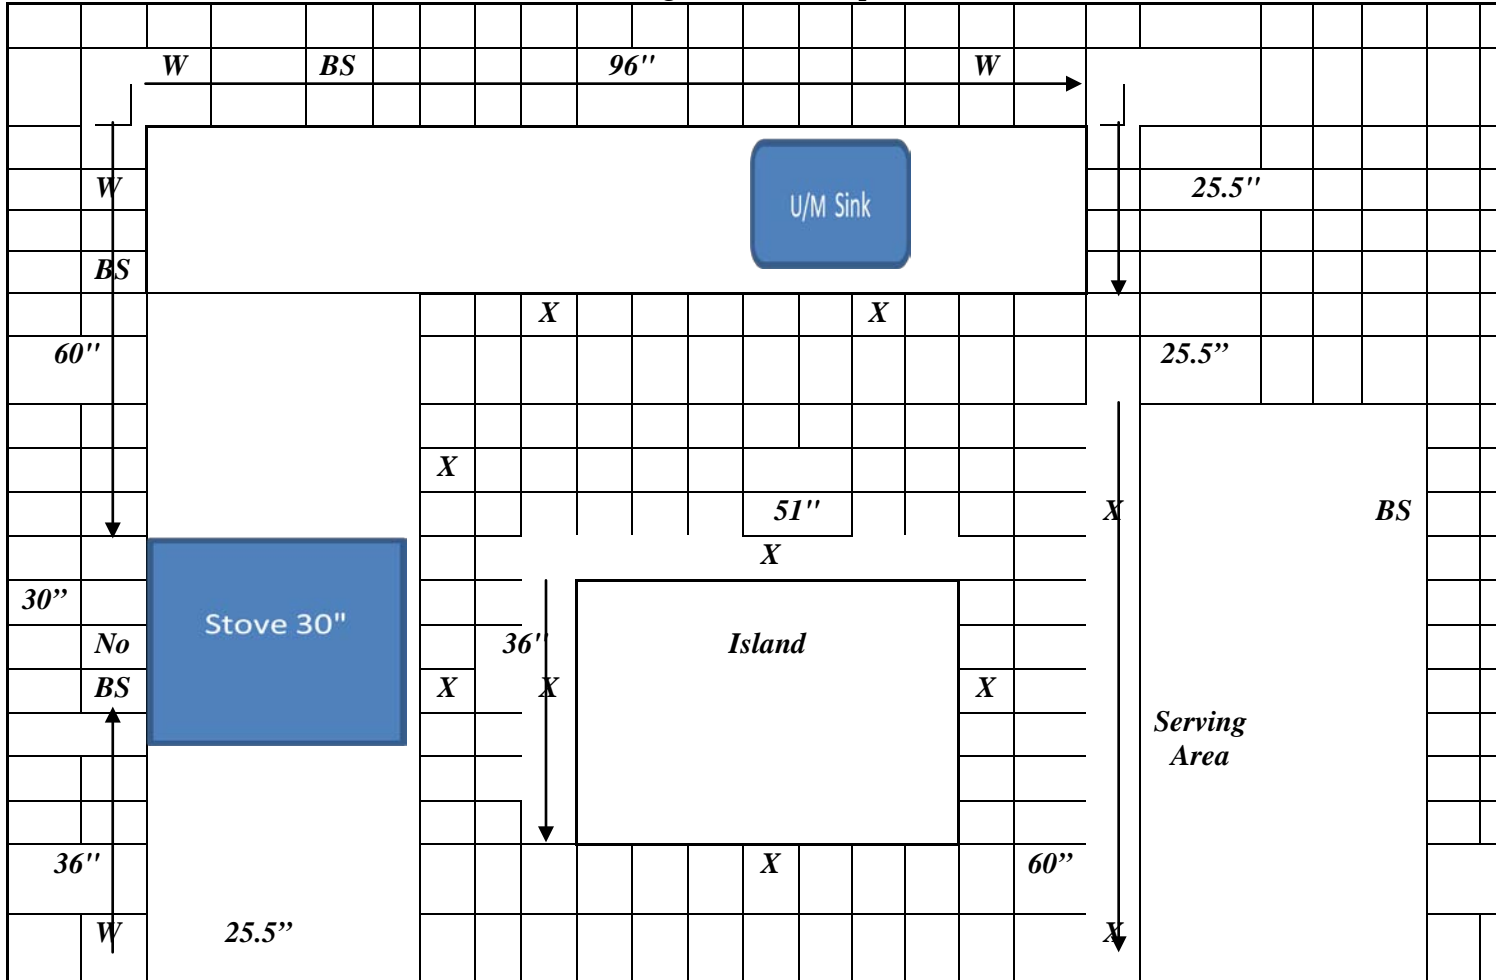 W BS 96" W
W 25.5"
U/M Sink
BS
X X
60" 25.5”
X
51" X BS
X
30”
Stove 30"
No 36" Island
BS X X X
Serving
Area
36" X 60”
W 25.5” X